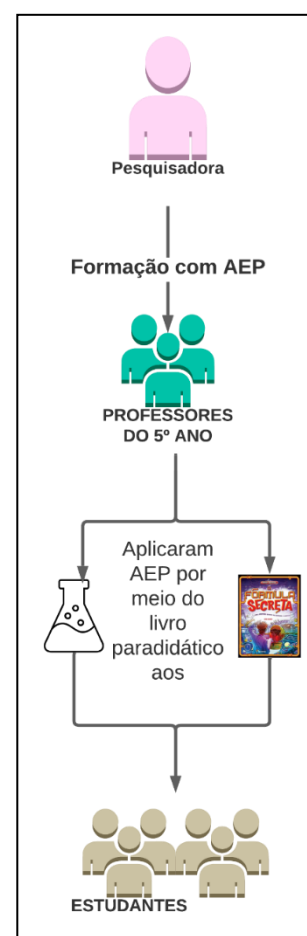 Pesquisadora
Formação com AEP
PROFESSORES
DO 5º ANO
Aplicaram
AEP por
meio do
livro
paradidático
aos
FÓRMULA
SECRETA
ESTUDANTES